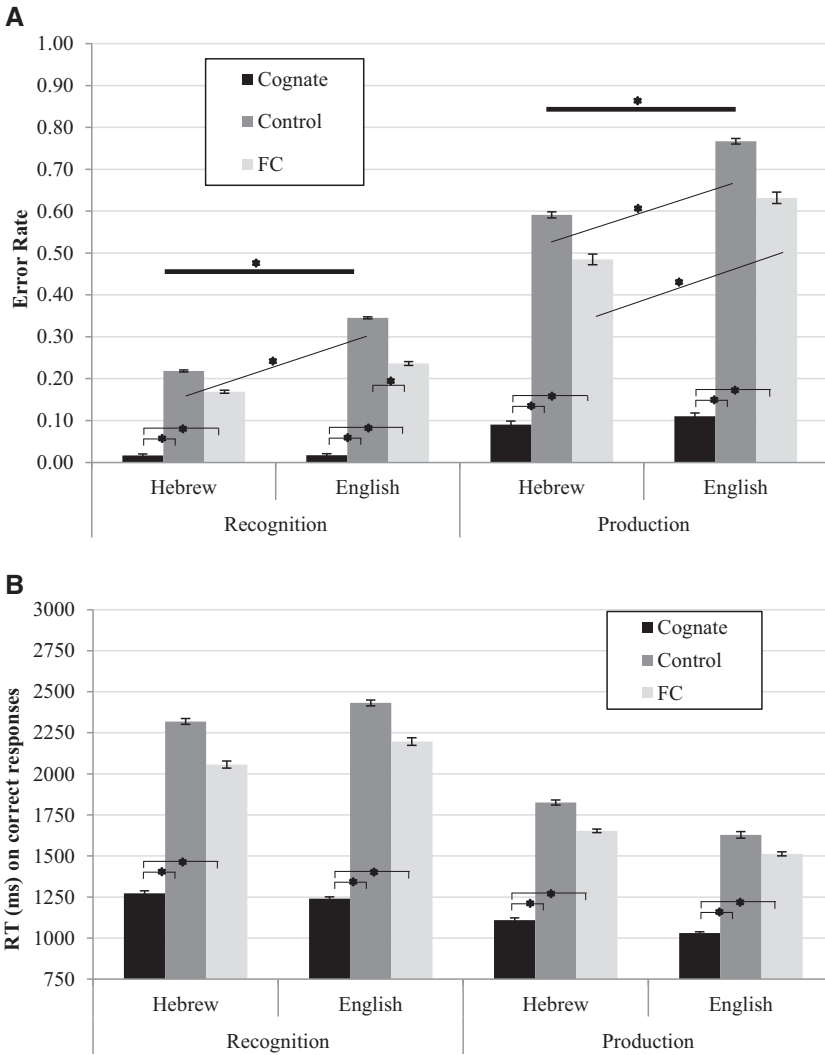 A
1.00
0.90
0.80
0.70
0.60
0.50
0.40
0.30
0.20
0.10
0.00
Error Rate
Cognate
Control
FC
* * * * * * * * * * * * * *
Hebrew English Hebrew English
Recognition Production
B
3000
2750
2500
2250
2000
1750
1500
1250
1000
750
RT (ms) on correct responses
Cognate
Control
FC
* * * * * * * *
Hebrew English Hebrew English
Recognition Production